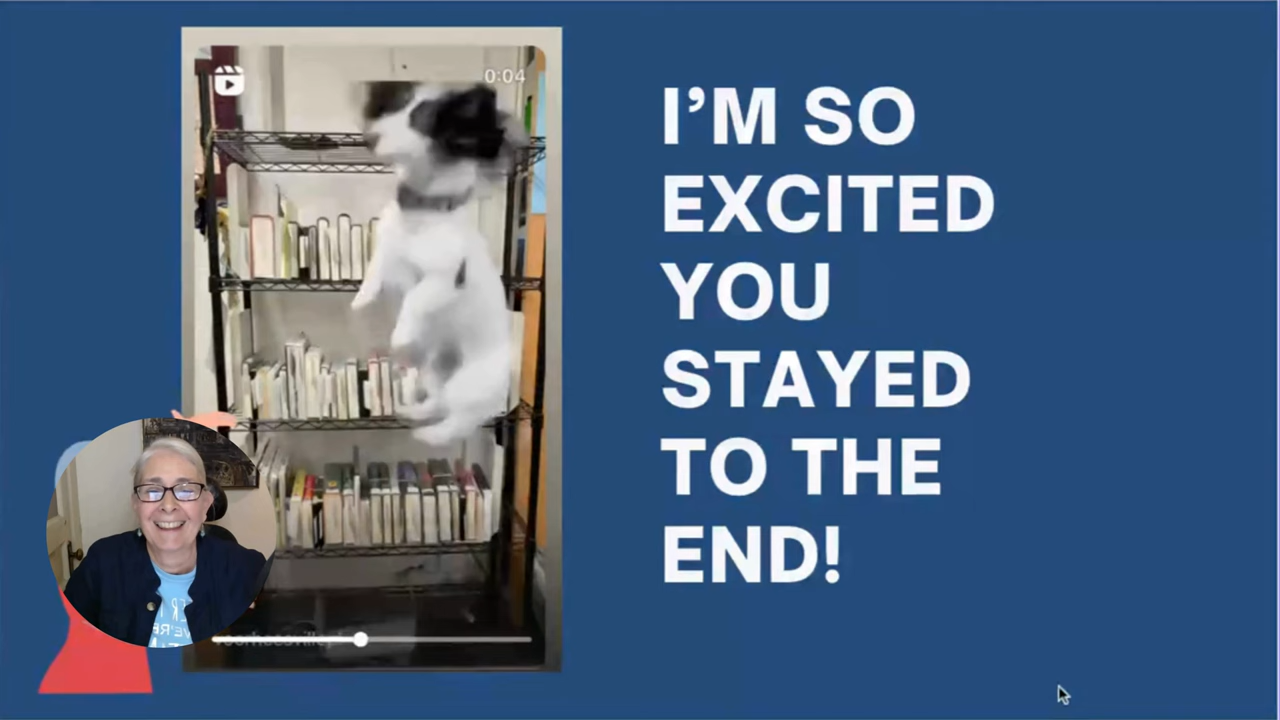 0:04
I’M SO
EXCITED
YOU
STAYED
TO THE
END!